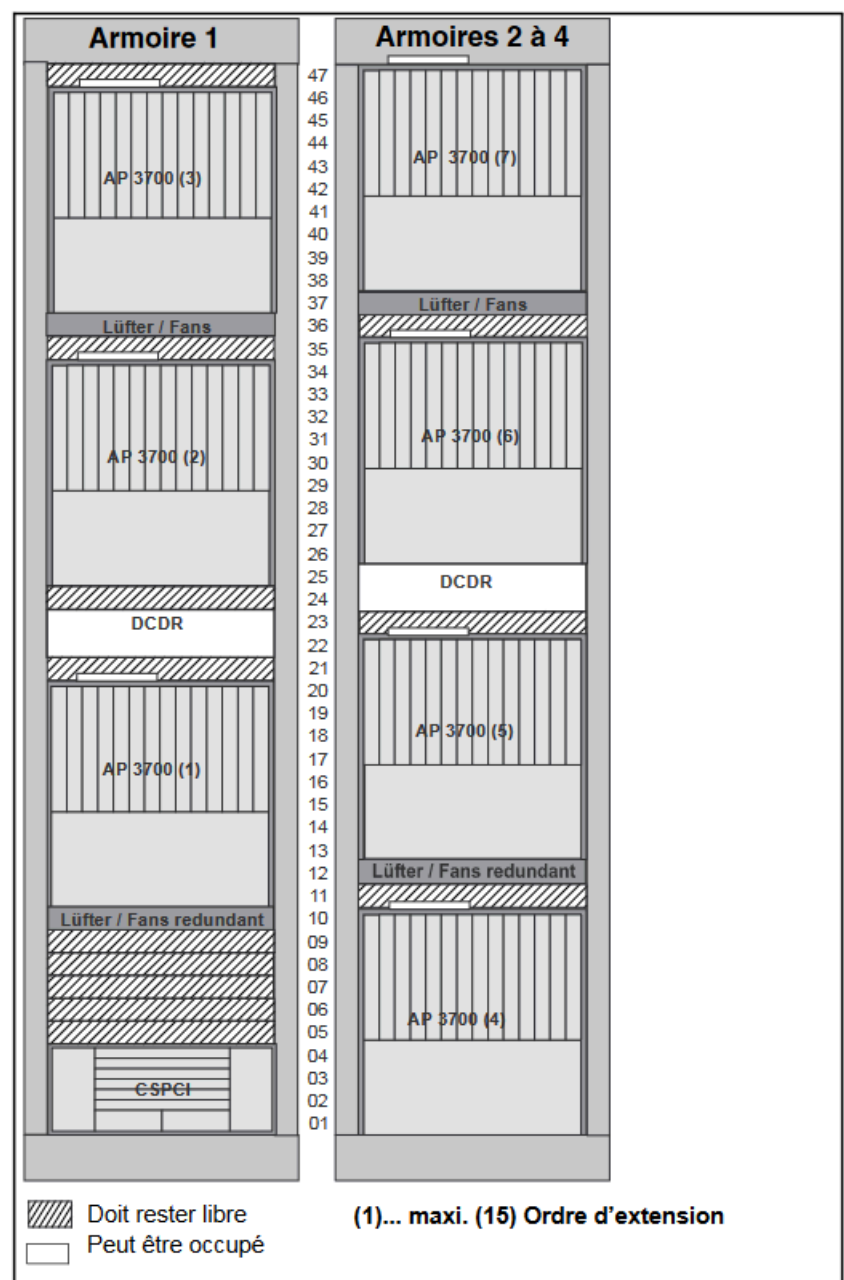 Armoire 1
AP 3700 (3)
Lüfter / Fans
AP 3700 (2)
DCDR
AP 3700 (1)
Lüfter / Fans redundant
CSPCI
47
46
45
44
43
42
41
40
39
38
37
36
35
34
33
32
31
30
29
28
27
26
25
24
23
22
21
20
19
18
17
16
15
14
13
12
11
10
09
08
07
06
05
04
03
02
01
Armoires 2 à 4
AP 3700 (7)
Lüfter / Fans
AP 3700 (6)
DCDR
AP 3700 (5)
Lüfter / Fans redundant
AP 3700 (4)
Doit rester libre
Peut être occupé
(1)... maxi. (15) Ordre d'extension